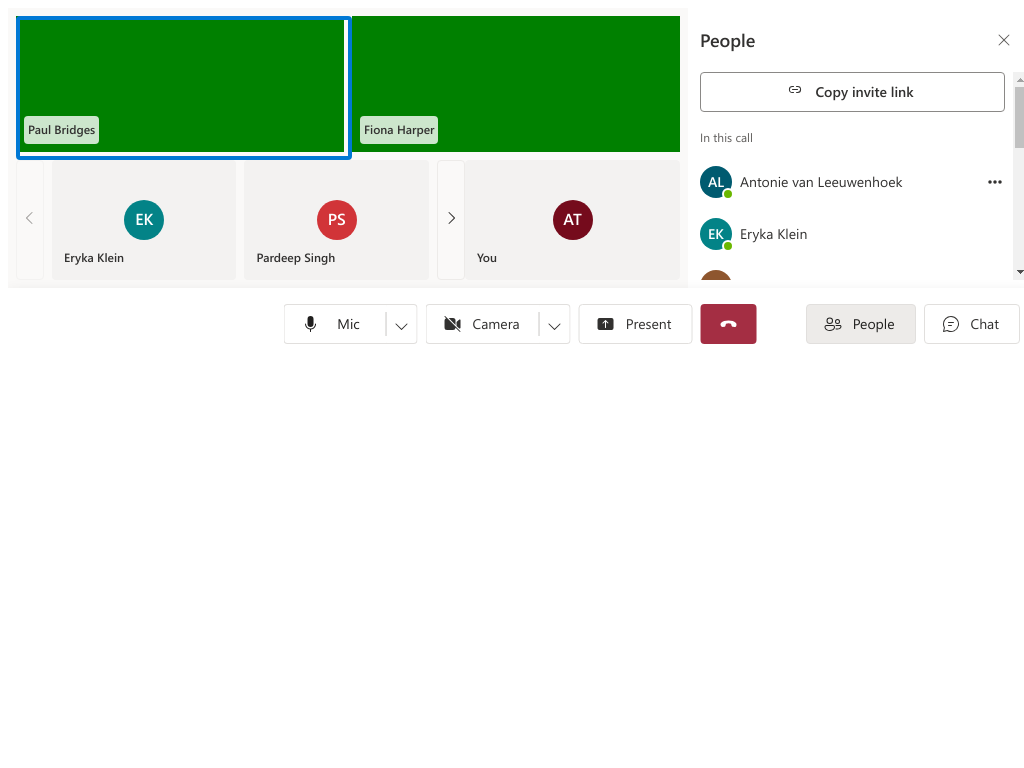 Paul Bridges
Fiona Harper
EK
Eryka Klein
PS
Pardeep Singh
AT
You
People
Copy invite link
In this call
AL
Antonie van Leeuwenhoek
EK
Eryka Klein
Mic
Camera
Present
People
Chat